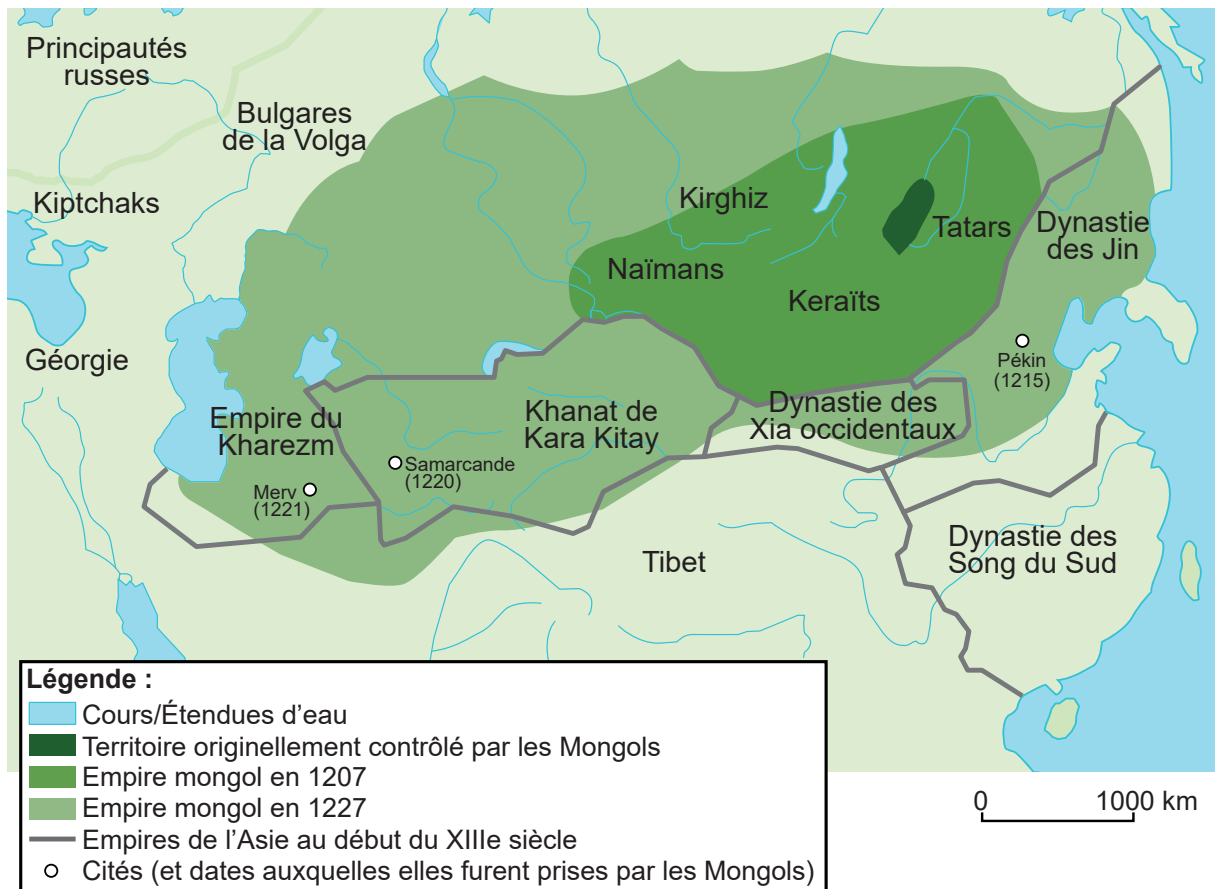 Principautés
russes
Bulgares
de la Volga
Kiptchaks
Kirghiz
Tatars
Dynastie
des Jin
Naïmans
Keraïts
Géorgie
Pékin
(1215)
Empire du
Kharezm
Khanat de
Kara Kitay
Dynastie des
Xia occidentaux
Samarcande
(1220)
Merv
(1221)
Tibet
Dynastie des
Song du Sud
Légende :
Cours/Étendues d’eau
Territoire originellement contrôlé par les Mongols
Empire mongol en 1207
Empire mongol en 1227
Empires de l’Asie au début du XIIIe siècle
Cités (et dates auxquelles elles furent prises par les Mongols)
0 1000 km